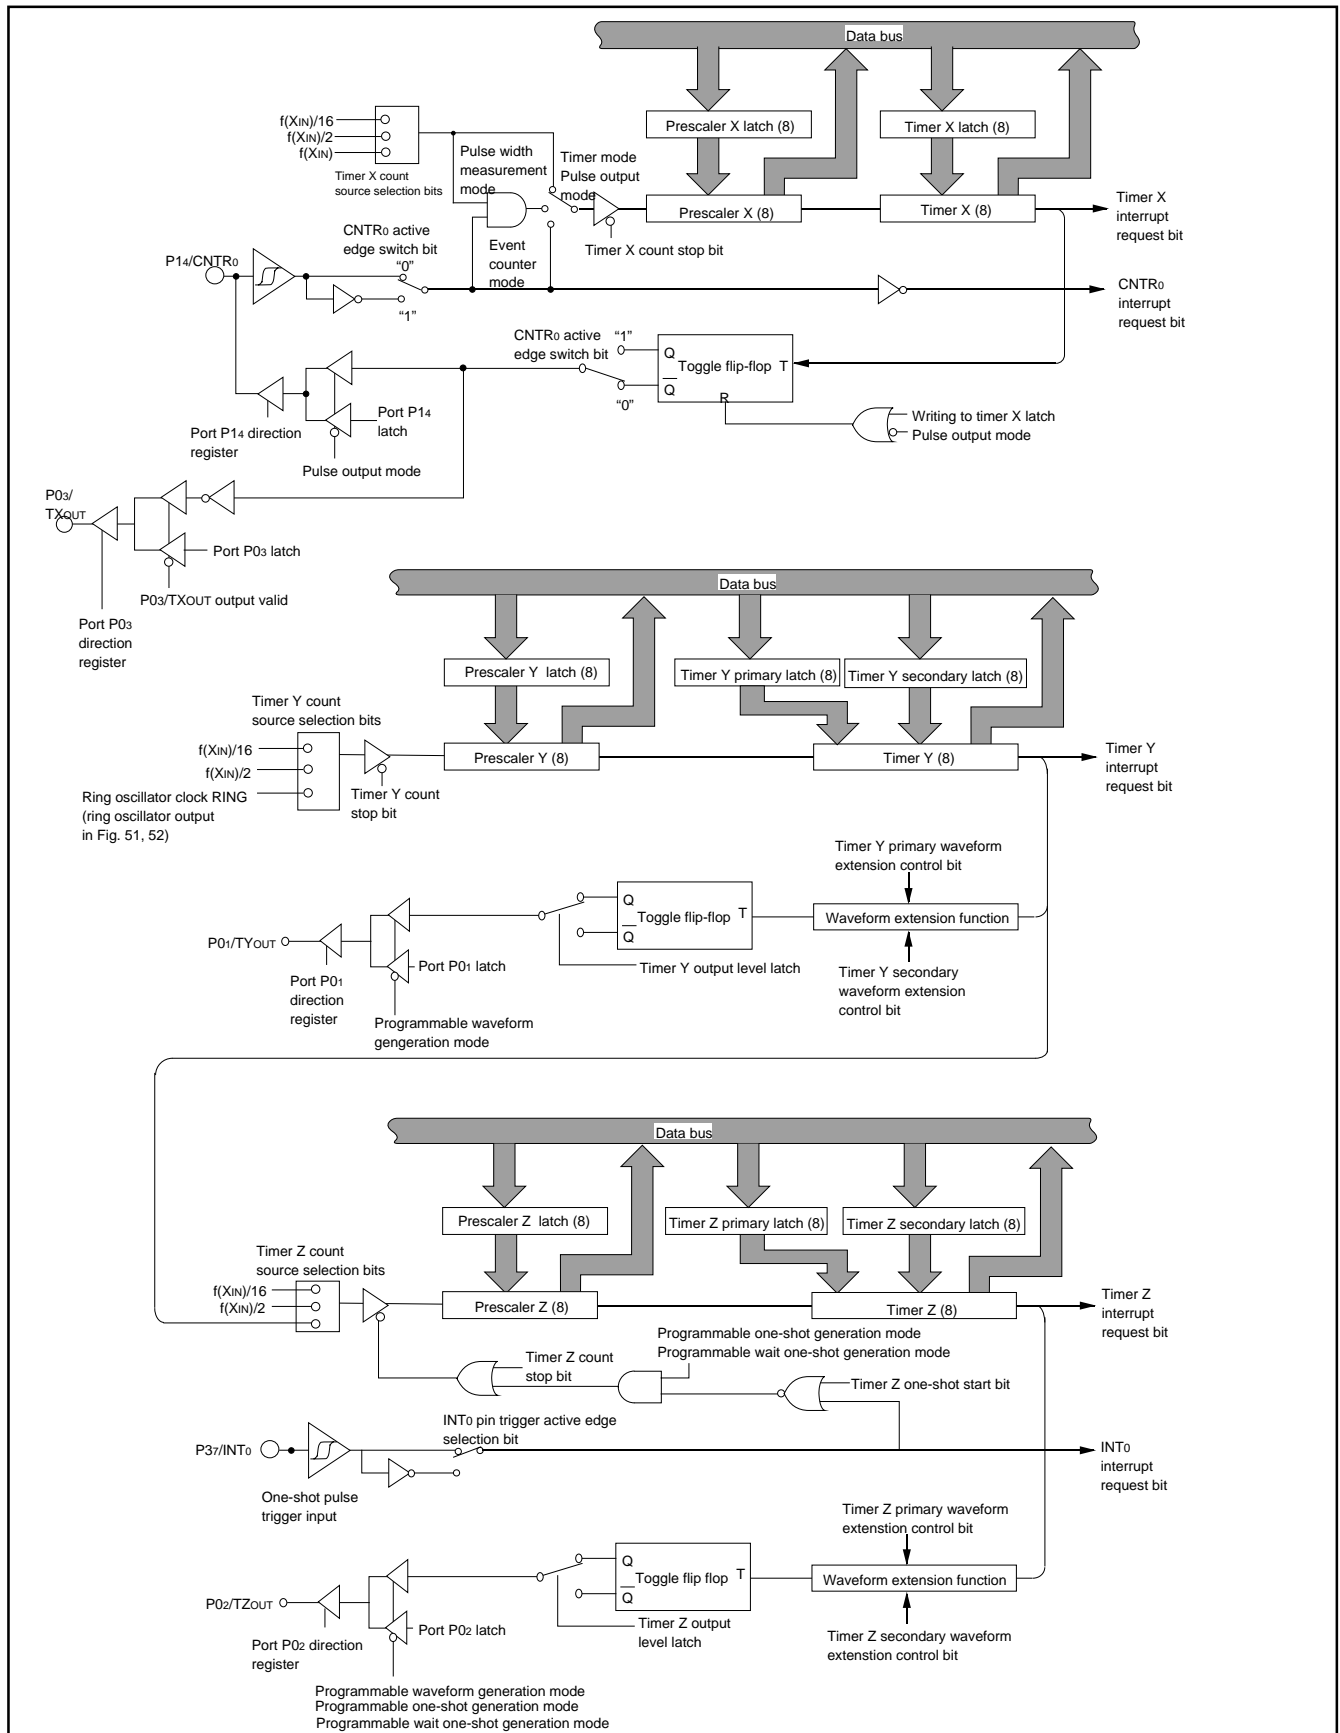 Data bus
f(XIN)/16
f(XIN)/2
f(XIN)
Timer X count
source selection bits
Pulse width
measurement
mode
Timer mode
Pulse output
mode
Prescaler X latch (8)
Timer X latch (8)
Prescaler X (8)
Timer X (8)
Timer X
interrupt
request bit
Timer X count stop bit
CNTR0 active
edge switch bit
Event
counter
mode
P14/CNTR0
“0”
“1”
CNTR0
interrupt
request bit
CNTR0 active
edge switch bit
“1”
“0”
Q
Toggle flip-flop T
Q
R
Writing to timer X latch
Pulse output mode
Port P14
latch
Port P14 direction
register
Pulse output mode
P03/
TXOUT
Port P03 latch
P03/TXOUT output valid
Port P03
direction
register
Data bus
Prescaler Y latch (8)
Timer Y primary latch (8)
Timer Y secondary latch (8)
Timer Y count
source selection bits
f(XIN)/16
f(XIN)/2
Ring oscillator clock RING
(ring oscillator output
in Fig. 51, 52)
Timer Y count
stop bit
Prescaler Y (8)
Timer Y (8)
Timer Y
interrupt
request bit
Timer Y primary waveform
extension control bit
Q
Toggle flip-flop T
Q
Waveform extension function
P01/TYOUT
Port P01 latch
Timer Y output level latch
Port P01
direction
register
Timer Y secondary
waveform extension
control bit
Programmable waveform
gengeration mode
Data bus
Prescaler Z latch (8)
Timer Z primary latch (8)
Timer Z secondary latch (8)
Timer Z count
source selection bits
f(XIN)/16
f(XIN)/2
Prescaler Z (8)
Timer Z (8)
Timer Z
interrupt
request bit
Programmable one-shot generation mode
Programmable wait one-shot generation mode
Timer Z count
stop bit
Timer Z one-shot start bit
INT0 pin trigger active edge
selection bit
P37/INT0
INT0
interrupt
request bit
One-shot pulse
trigger input
Timer Z primary waveform
extenstion control bit
Q
Toggle flip flop T
Q
Waveform extension function
P02/TZOUT
Port P02 latch
Timer Z output
level latch
Port P02 direction
register
Timer Z secondary waveform
extenstion control bit
Programmable waveform generation mode
Programmable one-shot generation mode
Programmable wait one-shot generation mode